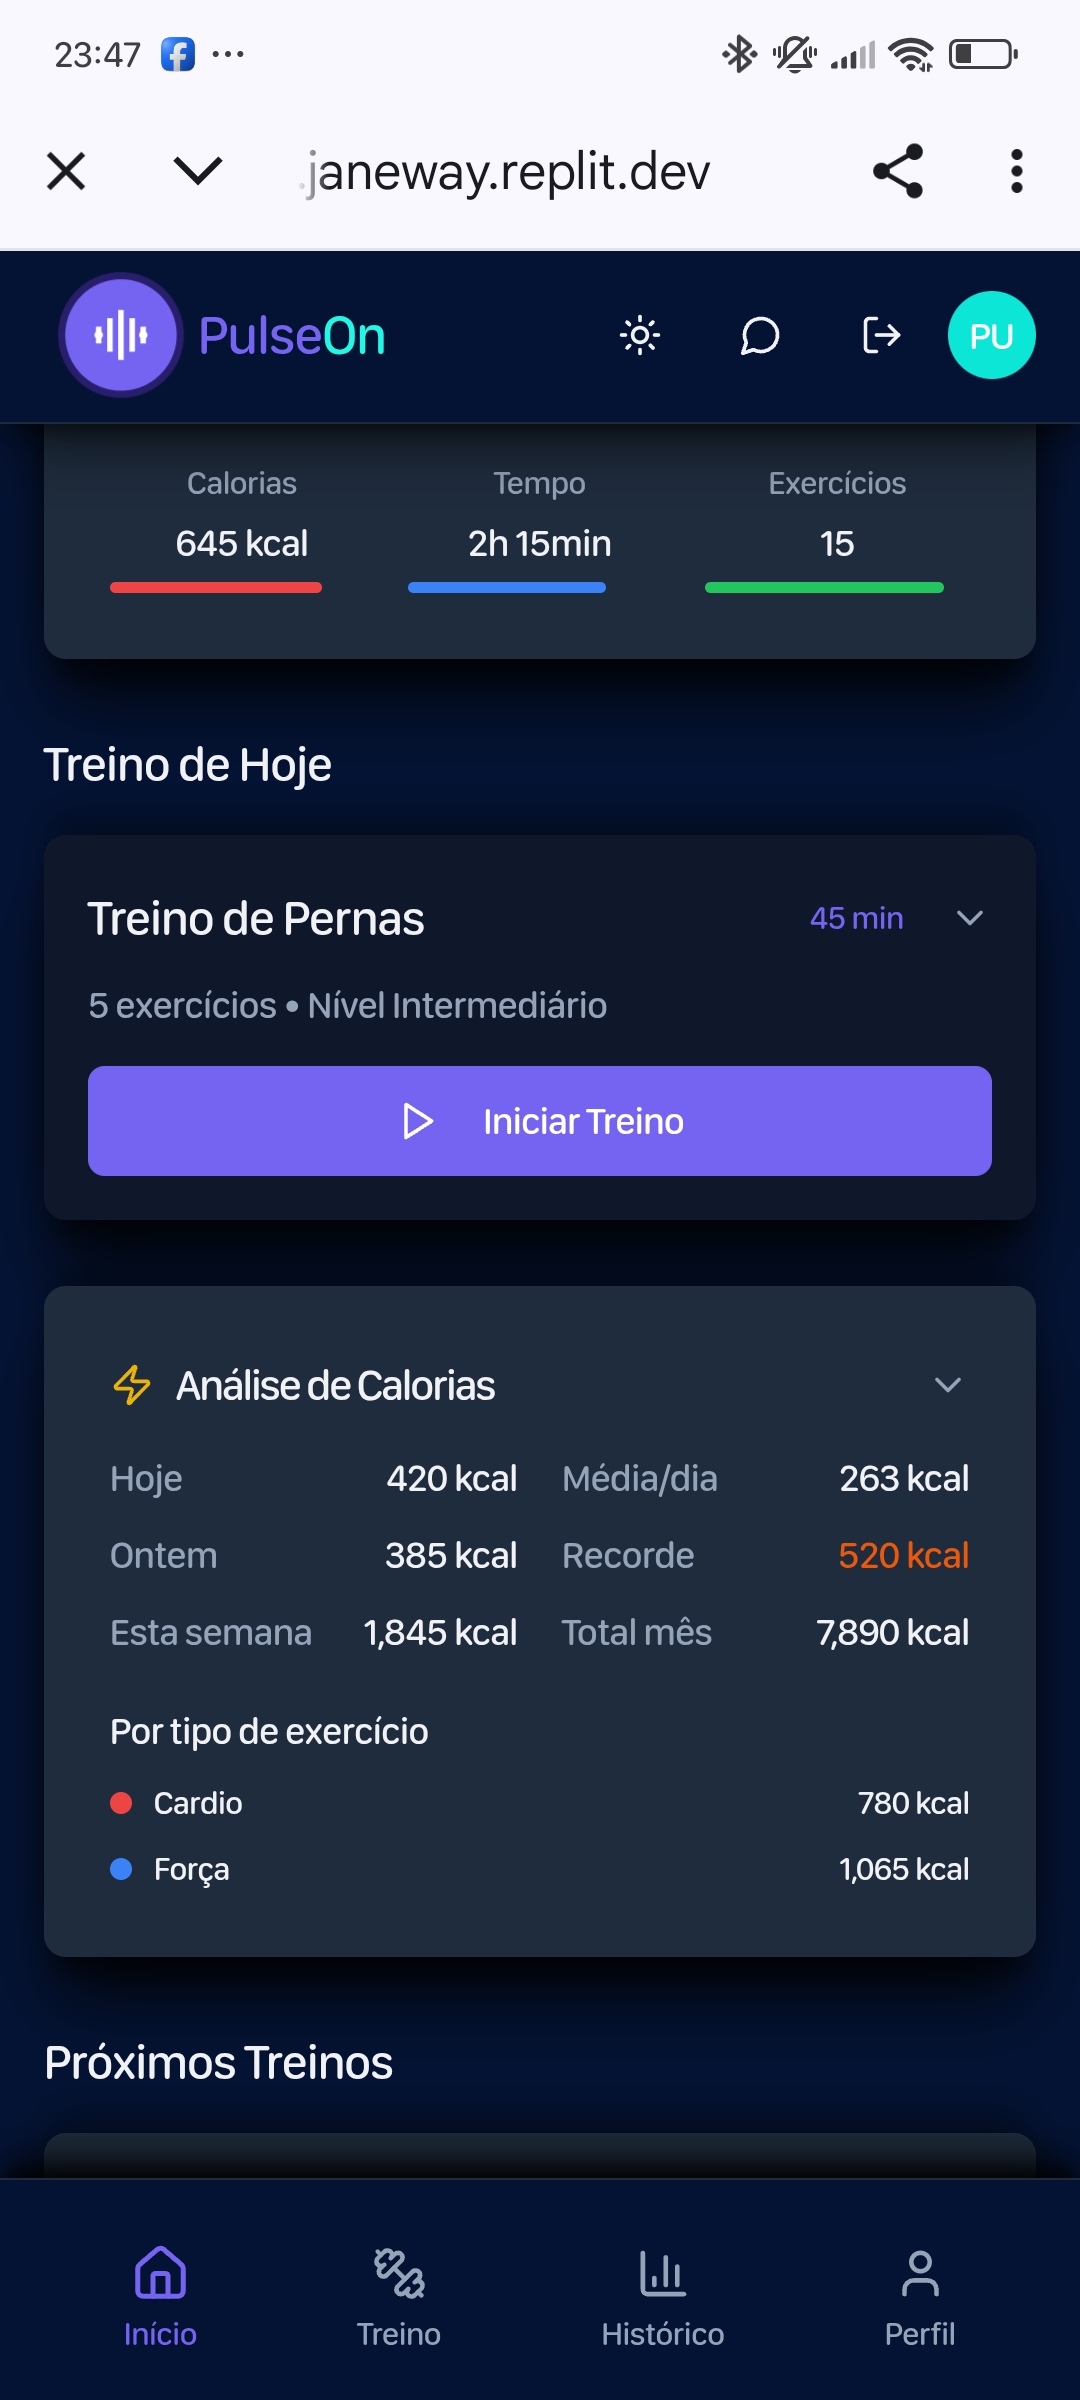 23:47
.janeway.replit.dev
PulseOn
PU
Calorias Tempo Exercícios
645 kcal 2h 15min 15
Treino de Hoje
Treino de Pernas 45 min
5 exercícios • Nível Intermediário
Iniciar Treino
Análise de Calorias
Hoje 420 kcal Média/dia 263 kcal
Ontem 385 kcal Recorde 520 kcal
Esta semana 1,845 kcal Total mês 7,890 kcal
Por tipo de exercício
Cardio 780 kcal
Força 1,065 kcal
Próximos Treinos
Início Treino Histórico Perfil